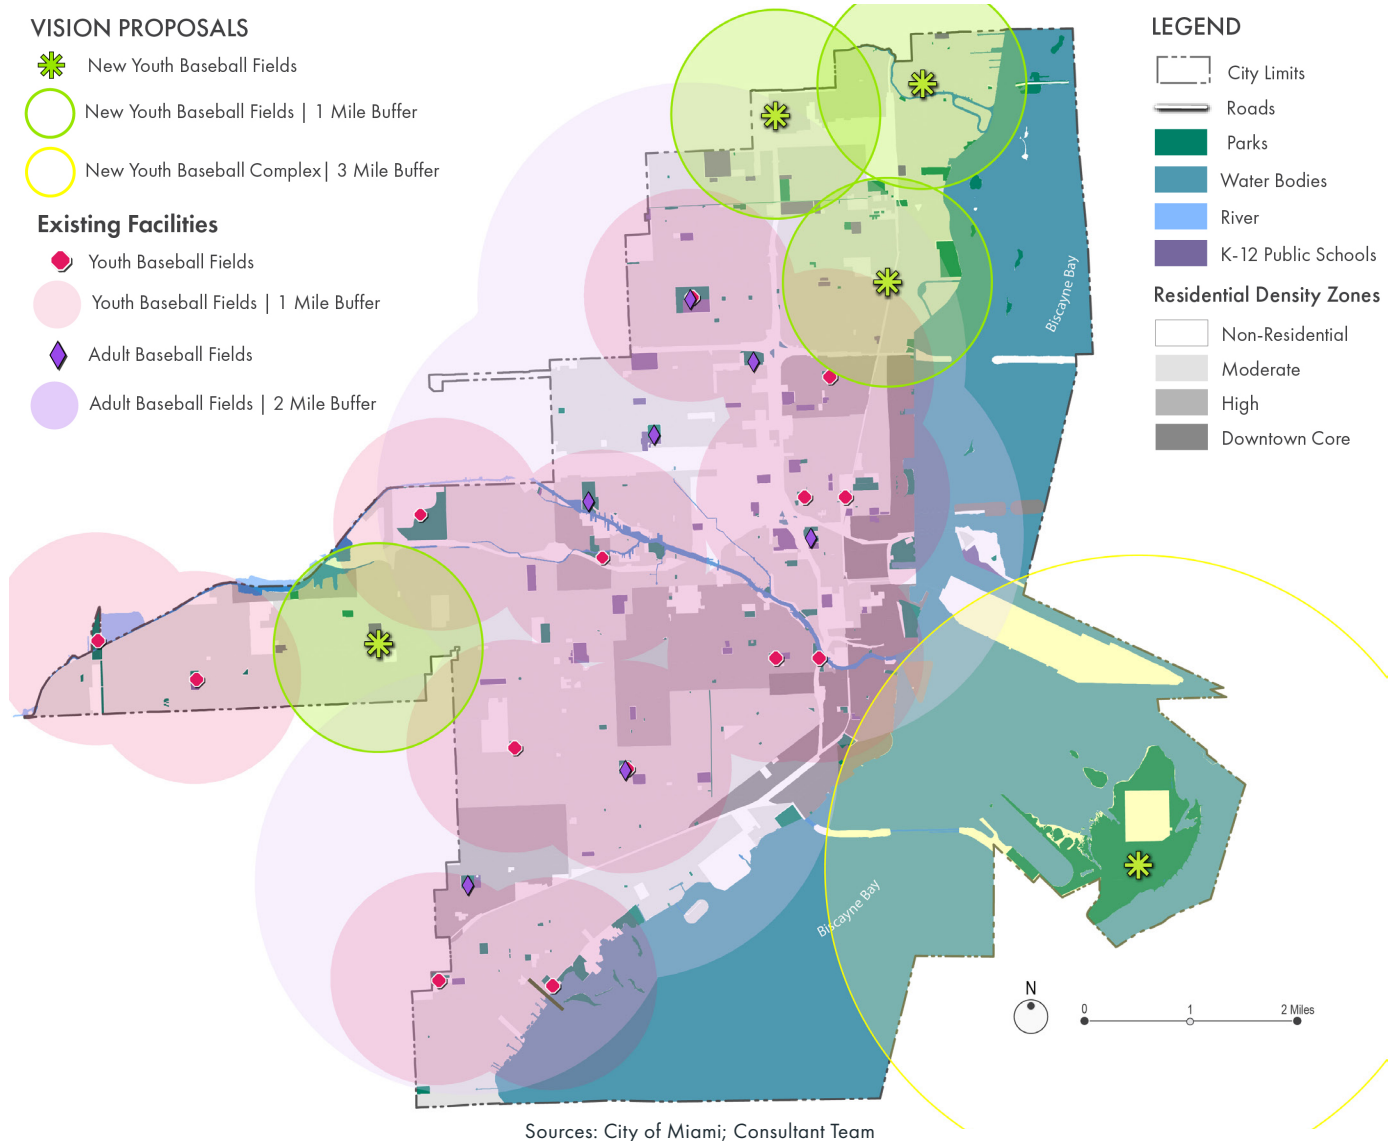 VISION PROPOSALS
New Youth Baseball Fields
New Youth Baseball Fields | 1 Mile Buffer
New Youth Baseball Complex| 3 Mile Buffer
Existing Facilities
Youth Baseball Fields
Youth Baseball Fields | 1 Mile Buffer
Adult Baseball Fields
Adult Baseball Fields | 2 Mile Buffer
LEGEND
City Limits
Roads
Parks
Water Bodies
River
K-12 Public Schools
Residential Density Zones
Non-Residential
Moderate
High
Downtown Core
Biscayne Bay
Biscayne Bay
N
0 1 2 Miles
Sources: City of Miami; Consultant Team